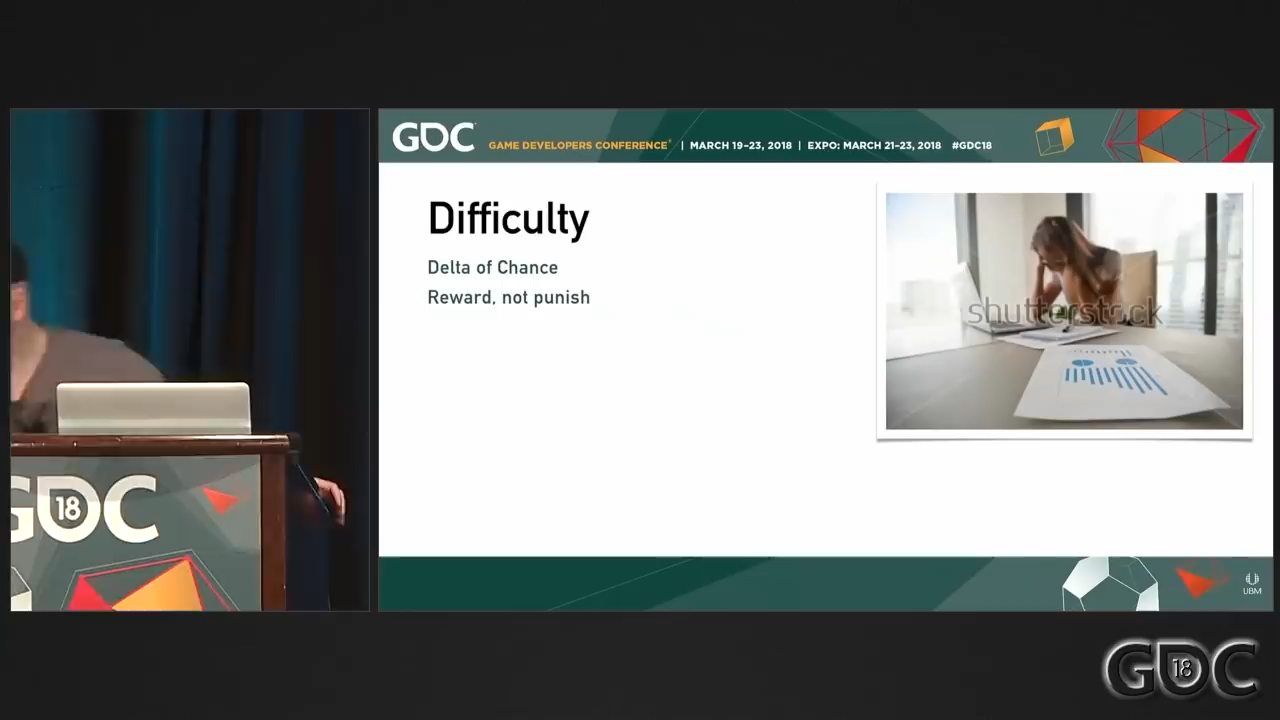 GDC
GAME DEVELOPERS CONFERENCE | MARCH 19–23, 2018 | EXPO: MARCH 21–23, 2018 #GDC18
Difficulty
Delta of Chance
Reward, not punish
shutterstock
GDC
18
UBM
GDC
18